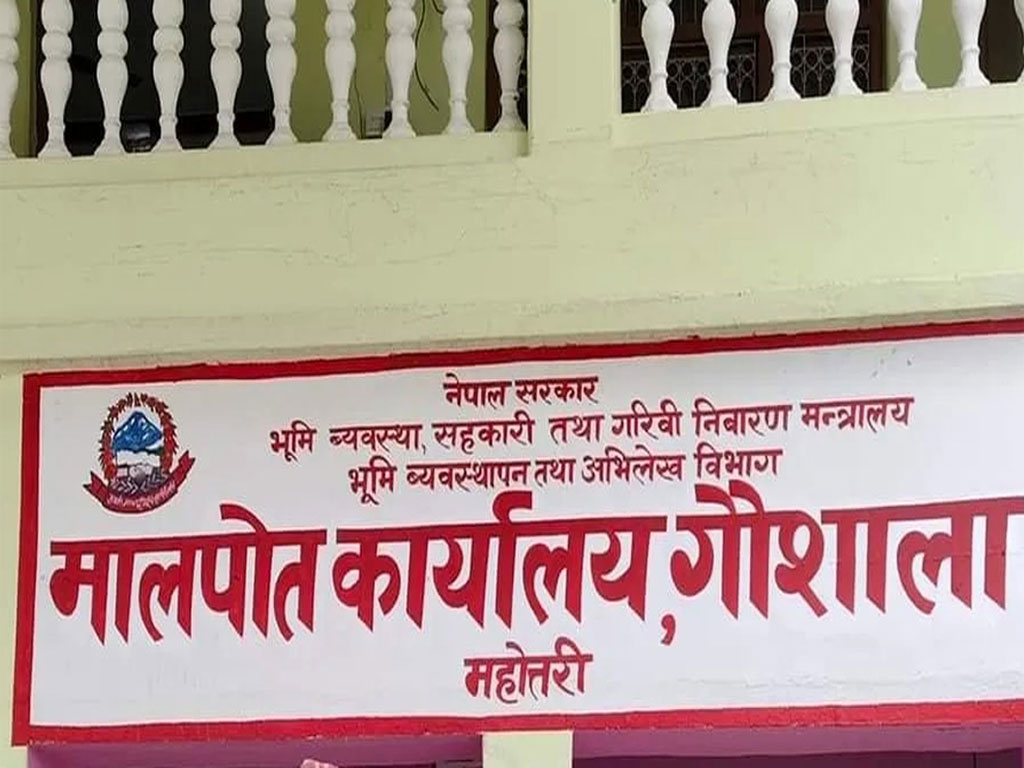 नेपाल सरकार
भूमि ब्यवस्था, सहकारी तथा गरिवी निवारण मन्त्रालय
भूमि ब्यवस्थापन तथा अभिलेख विभाग
मालपोत कार्यालय, गौशाला
महोतरी